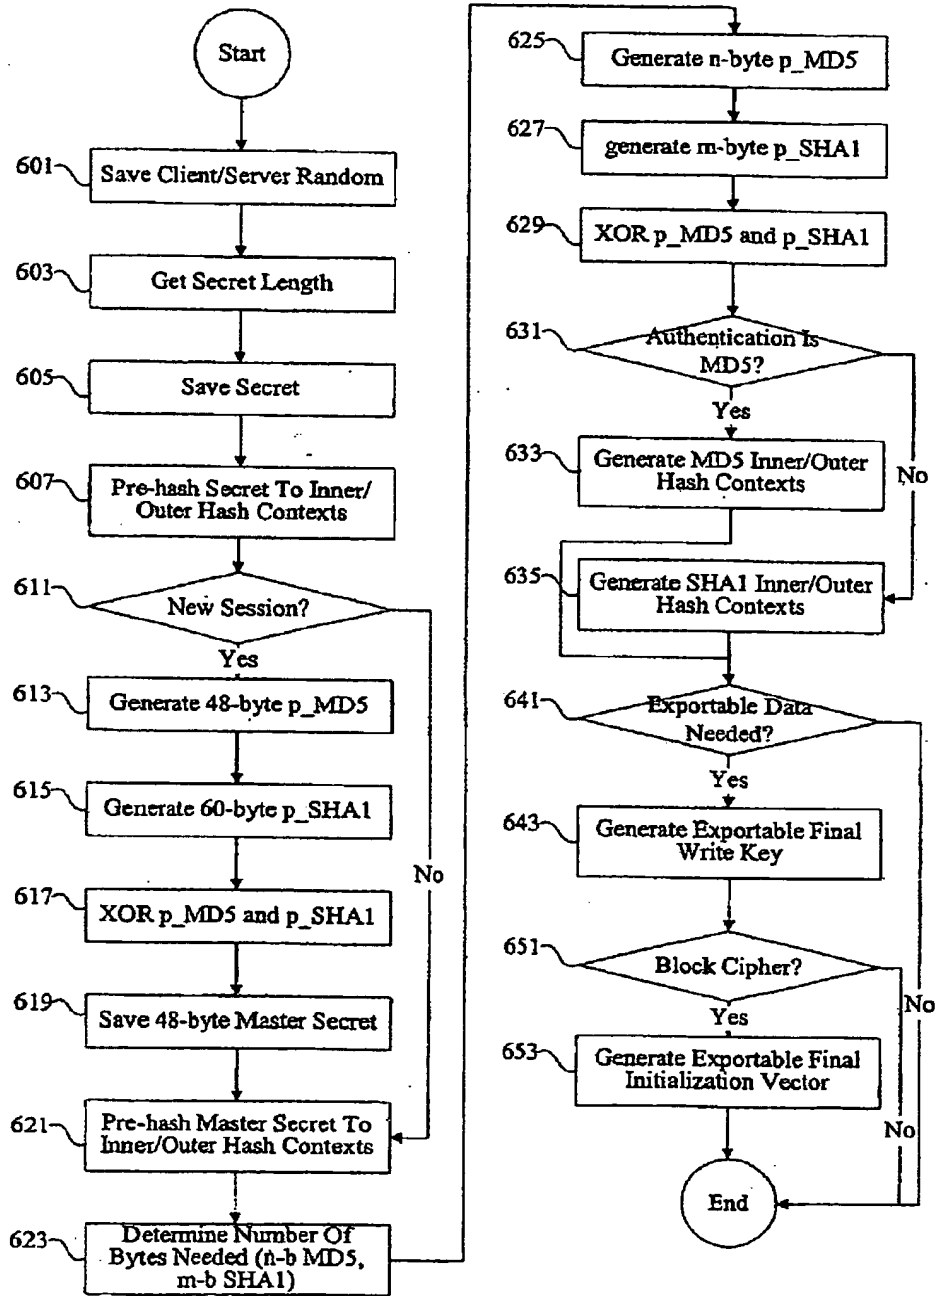 Start
601
Save Client/Server Random
603
Get Secret Length
605
Save Secret
607
Pre-hash Secret To Inner/
Outer Hash Contexts
611
New Session?
Yes
No
613
Generate 48-byte p_MD5
615
Generate 60-byte p_SHA1
617
XOR p_MD5 and p_SHA1
619
Save 48-byte Master Secret
621
Pre-hash Master Secret To
Inner/Outer Hash Contexts
623
Determine Number Of
Bytes Needed (n-b MD5,
m-b SHA1)
625
Generate n-byte p_MD5
627
generate m-byte p_SHA1
629
XOR p_MD5 and p_SHA1
631
Authentication Is
MD5?
Yes
No
633
Generate MD5 Inner/Outer
Hash Contexts
635
Generate SHA1 Inner/Outer
Hash Contexts
641
Exportable Data
Needed?
Yes
No
643
Generate Exportable Final
Write Key
651
Block Cipher?
Yes
No
653
Generate Exportable Final
Initialization Vector
End